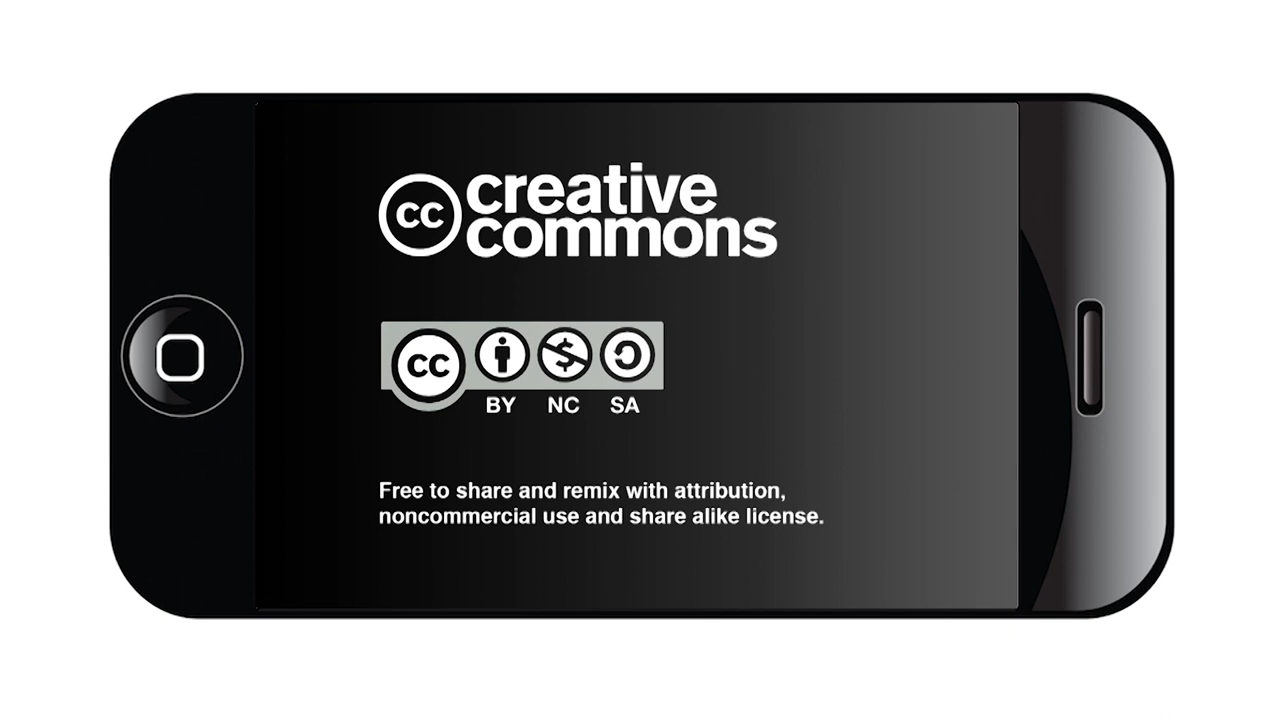 cc creative
commons
cc
BY NC SA
Free to share and remix with attribution,
noncommercial use and share alike license.